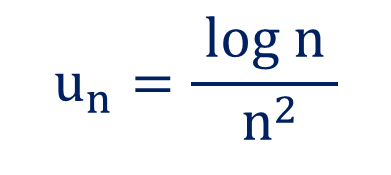 uₙ = log n / n²